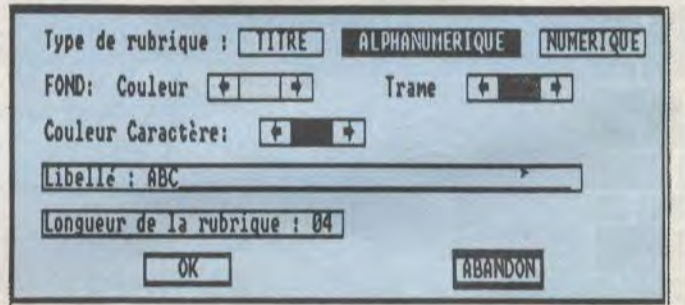 Type de rubrique : TITRE ALPHANUMERIQUE NUMERIQUE
FOND: Couleur Trame
Couleur Caractère:
Libellé : ABC
Longueur de la rubrique : 04
OK ABANDON